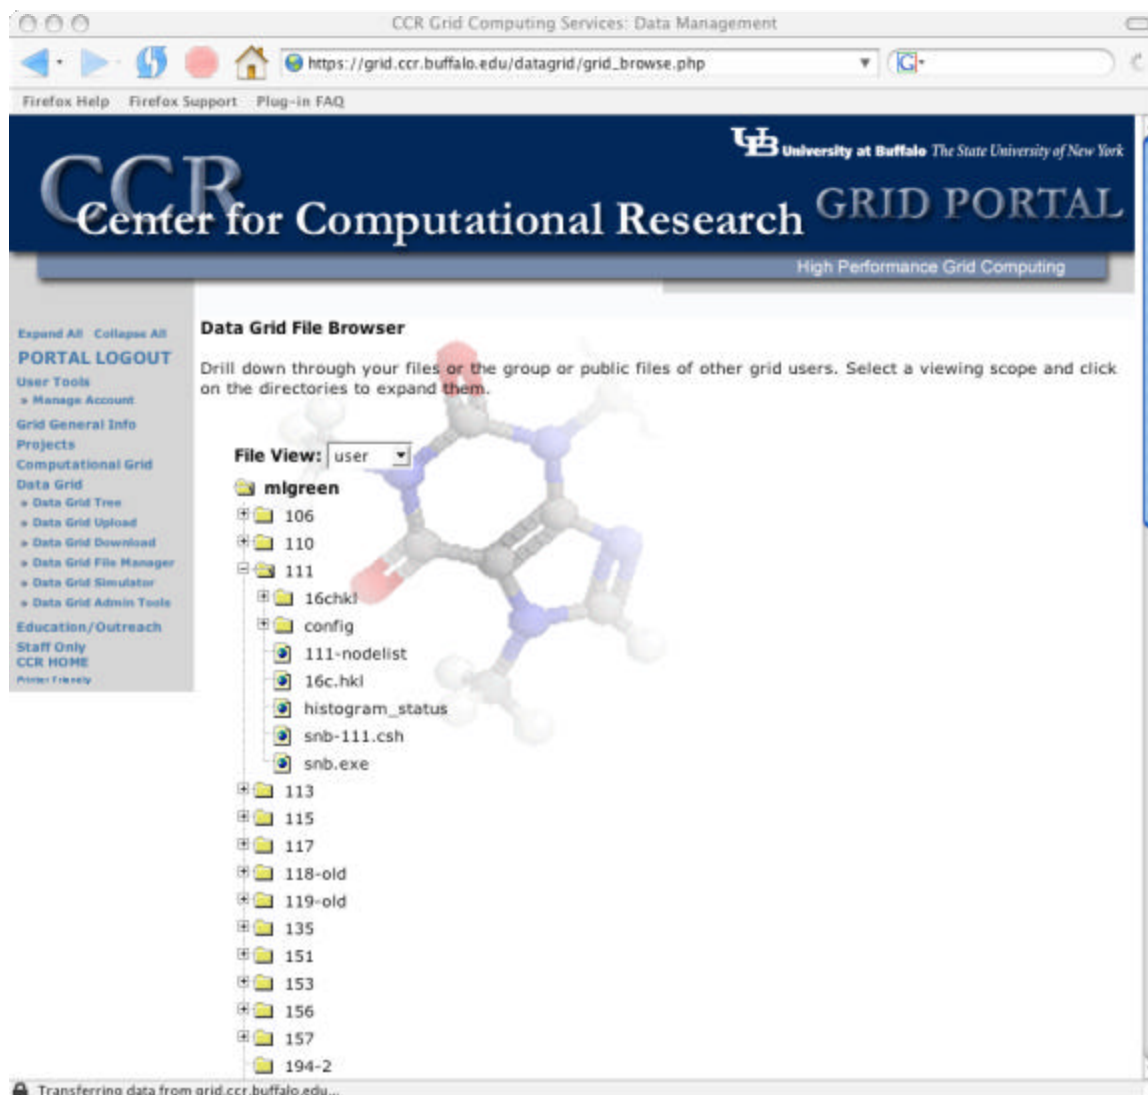 CCR Grid Computing Services: Data Management
https://grid.ccr.buffalo.edu/datagrid/grid_browse.php
G
Firefox Help Firefox Support Plug-in FAQ
UB University at Buffalo The State University of New York
CCR
Center for Computational Research GRID PORTAL
High Performance Grid Computing
Expand All Collapse All
PORTAL LOGOUT
User Tools
» Manage Account
Grid General Info
Projects
Computational Grid
Data Grid
» Data Grid Tree
» Data Grid Upload
» Data Grid Download
» Data Grid File Manager
» Data Grid Simulator
» Data Grid Admin Tools
Education/Outreach
Staff Only
CCR HOME
Printer Friendly
Data Grid File Browser
Drill down through your files or the group or public files of other grid users. Select a viewing scope and click
on the directories to expand them.
File View: user
mlgreen
106
110
111
16chkl
config
111-nodelist
16c.hkl
histogram_status
snb-111.csh
snb.exe
113
115
117
118-old
119-old
135
151
153
156
157
194-2
Transferring data from grid.ccr.buffalo.edu...